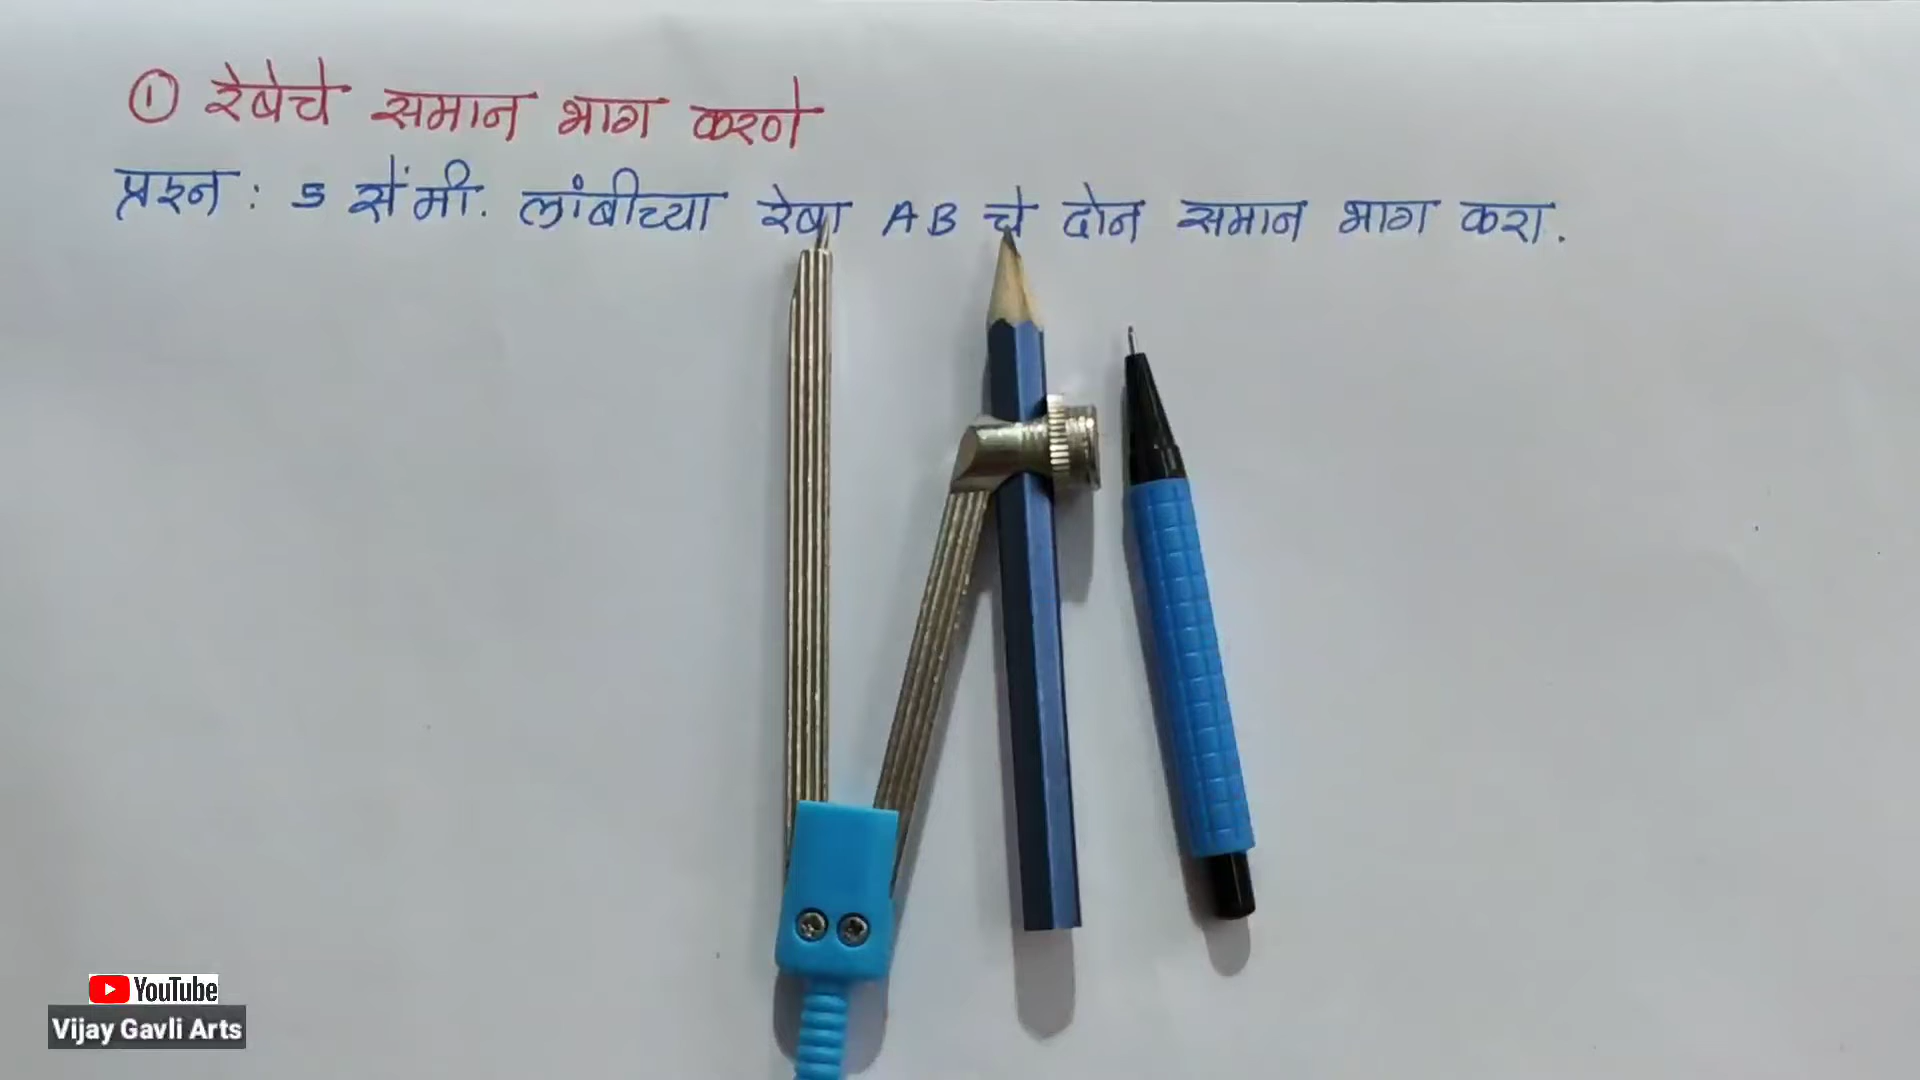 ① रेषेचे समान भाग करणे
प्रश्न : 5 सें मी. लांबीच्या रेषा AB चे दोन समान भाग करा.
YouTube
Vijay Gavli Arts